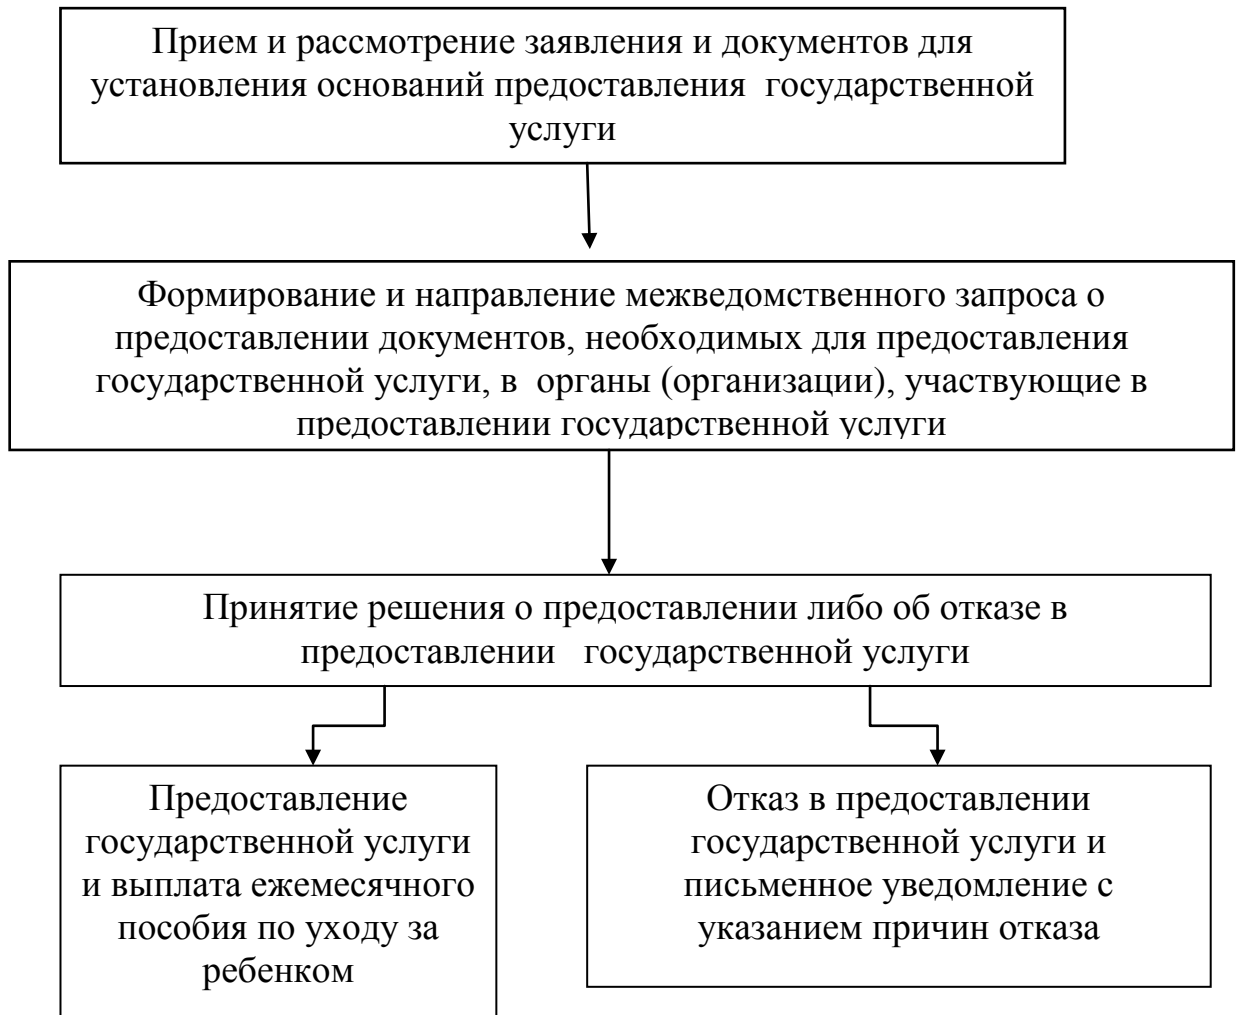 Прием и рассмотрение заявления и документов для
установления оснований предоставления государственной
услуги
Формирование и направление межведомственного запроса о
предоставлении документов, необходимых для предоставления
государственной услуги, в органы (организации), участвующие в
предоставлении государственной услуги
Принятие решения о предоставлении либо об отказе в
предоставлении государственной услуги
Предоставление
государственной услуги
и выплата ежемесячного
пособия по уходу за
ребенком
Отказ в предоставлении
государственной услуги и
письменное уведомление с
указанием причин отказа